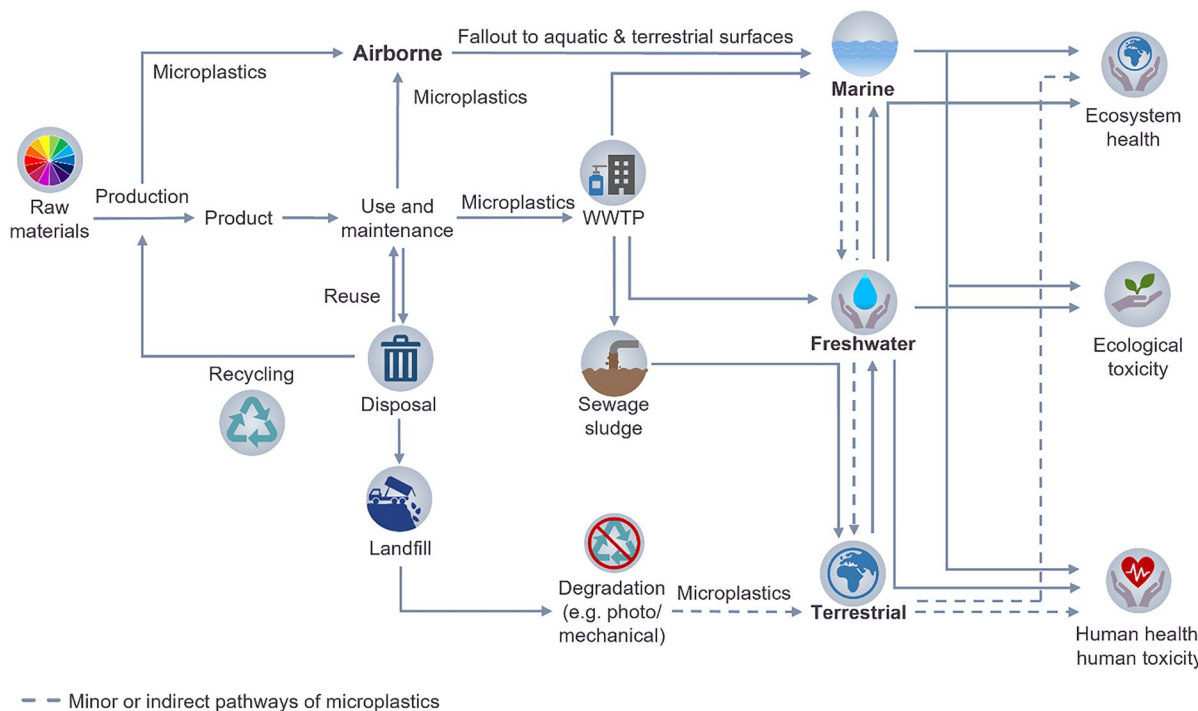 Airborne
Fallout to aquatic & terrestrial surfaces
Microplastics
Microplastics
Marine
Ecosystem
health
Raw
materials
Production
Product
Use and
maintenance
Microplastics
WWTP
Reuse
Freshwater
Ecological
toxicity
Recycling
Disposal
Sewage
sludge
Landfill
Degradation
(e.g. photo/
mechanical)
Microplastics
Terrestrial
Human health/
human toxicity
Minor or indirect pathways of microplastics